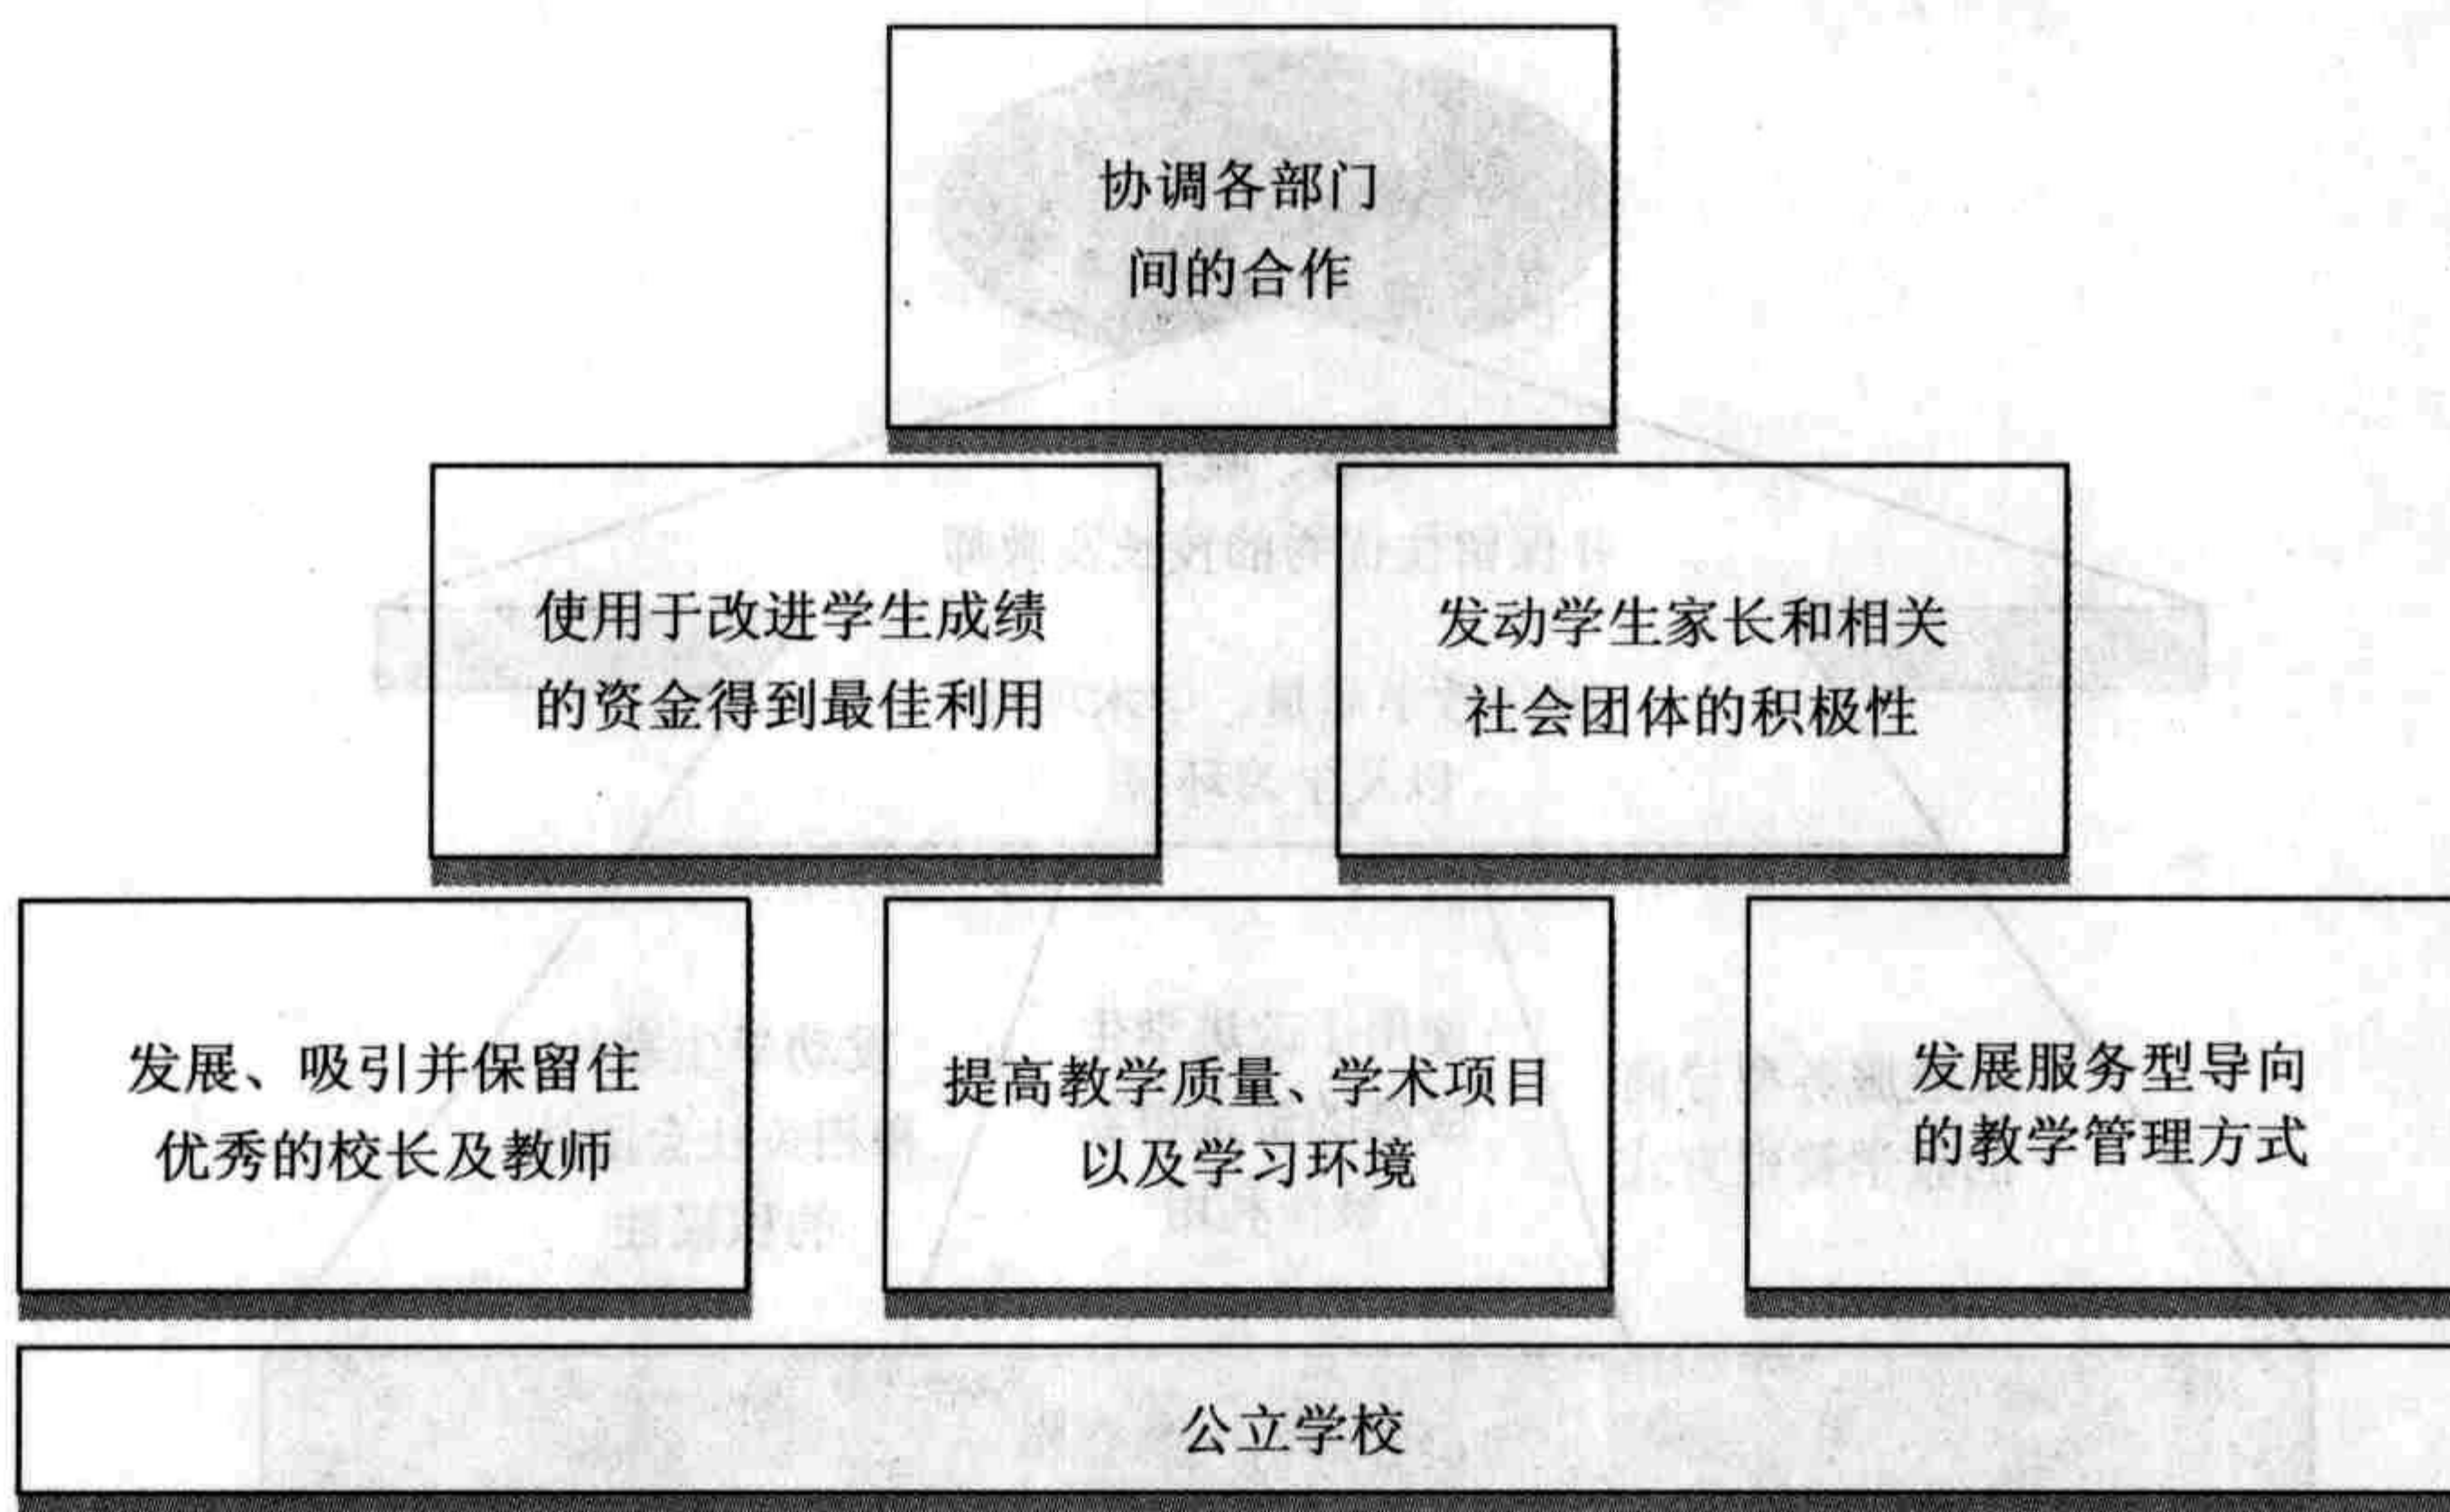 协调各部门
间的合作
使用于改进学生成绩
的资金得到最佳利用
发动学生家长和相关
社会团体的积极性
发展、吸引并保留住
优秀的校长及教师
提高教学质量、学术项目
以及学习环境
发展服务型导向
的教学管理方式
公立学校